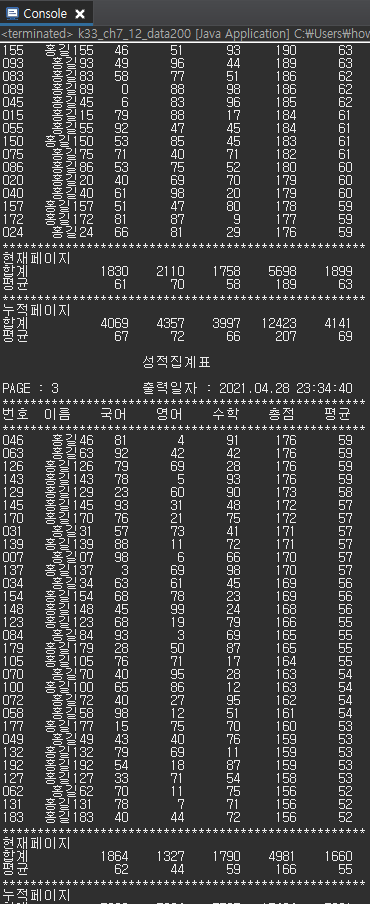 Console
<terminated> k33_ch7_12_data200 [Java Application] C:₩Users₩hov
155 홍길155 46 51 93 190 63
093 홍길93 49 96 44 189 63
083 홍길83 58 77 51 186 62
089 홍길89 0 88 98 186 62
045 홍길45 6 83 96 185 62
015 홍길15 79 88 17 184 61
055 홍길55 92 47 45 184 61
150 홍길150 53 85 45 183 61
075 홍길75 71 40 71 182 61
086 홍길86 53 75 52 180 60
020 홍길20 40 69 70 179 60
040 홍길40 61 98 20 179 60
157 홍길157 51 47 80 178 59
172 홍길172 81 87 9 177 59
024 홍길24 66 81 29 176 59
현재페이지
합계 1830 2110 1758 5698 1899
평균 61 70 58 189 63
누적페이지
합계 4069 4357 3997 12423 4141
평균 67 72 66 207 69
성적집계표
PAGE : 3 출력일자 : 2021.04.28 23:34:40
번호 이름 국어 영어 수학 총점 평균
046 홍길46 81 4 91 176 59
063 홍길63 92 42 42 176 59
126 홍길126 79 69 28 176 59
143 홍길143 78 5 93 176 59
129 홍길129 23 60 90 173 58
145 홍길145 93 31 48 172 57
170 홍길170 76 21 75 172 57
031 홍길31 57 73 41 171 57
139 홍길139 88 11 72 171 57
007 홍길07 98 6 66 170 57
137 홍길137 3 69 98 170 57
034 홍길34 63 61 45 169 56
154 홍길154 68 78 23 169 56
148 홍길148 45 99 24 168 56
123 홍길123 68 19 79 166 55
084 홍길84 93 3 69 165 55
179 홍길179 28 50 87 165 55
105 홍길105 76 71 17 164 55
070 홍길70 40 95 28 163 54
100 홍길100 65 86 12 163 54
072 홍길72 40 27 95 162 54
058 홍길58 98 12 51 161 54
177 홍길177 15 75 70 160 53
049 홍길49 43 40 76 159 53
132 홍길132 79 69 11 159 53
192 홍길192 54 18 87 159 53
127 홍길127 33 71 54 158 53
062 홍길62 70 11 75 156 52
131 홍길131 78 7 71 156 52
183 홍길183 40 44 72 156 52
현재페이지
합계 1864 1327 1790 4981 1660
평균 62 44 59 166 55
누적페이지